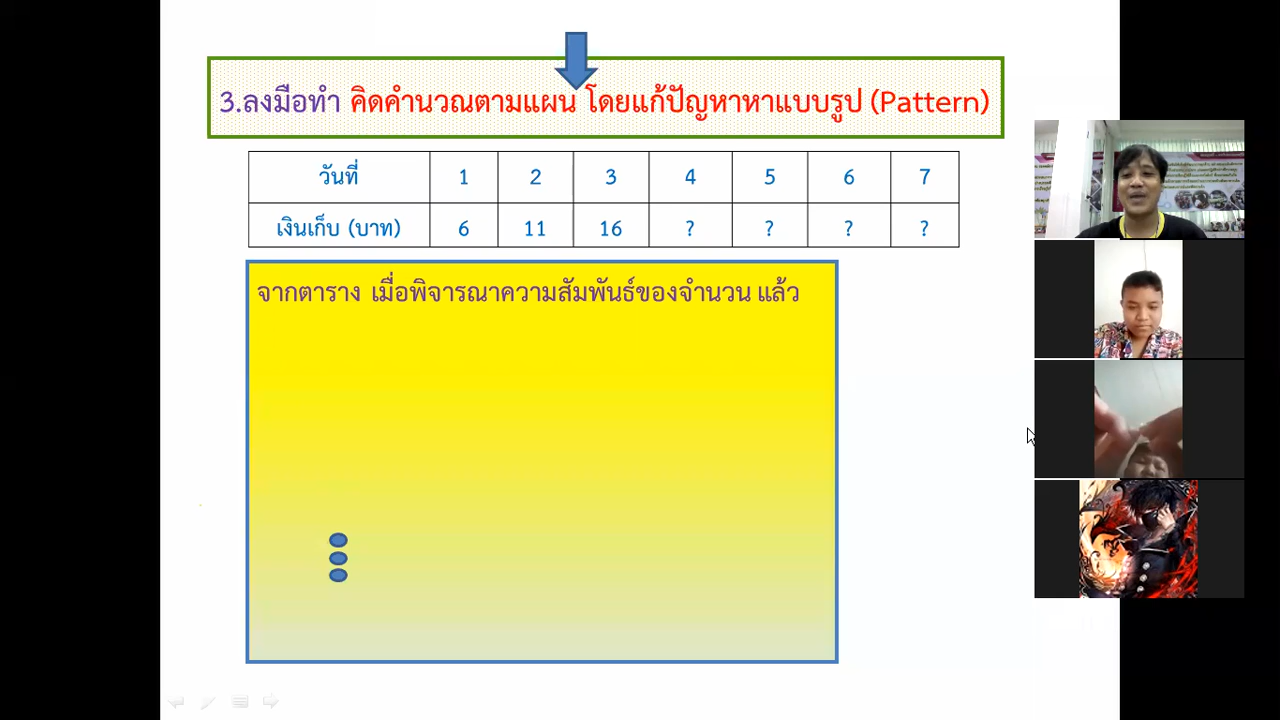 3.ลงมือทำ คิดคำนวณตามแผน โดยแก้ปัญหาหาแบบรูป (Pattern)
วันที่ 1 2 3 4 5 6 7
เงินเก็บ (บาท) 6 11 16 ? ? ? ?
จากตาราง เมื่อพิจารณาความสัมพันธ์ของจำนวน แล้ว